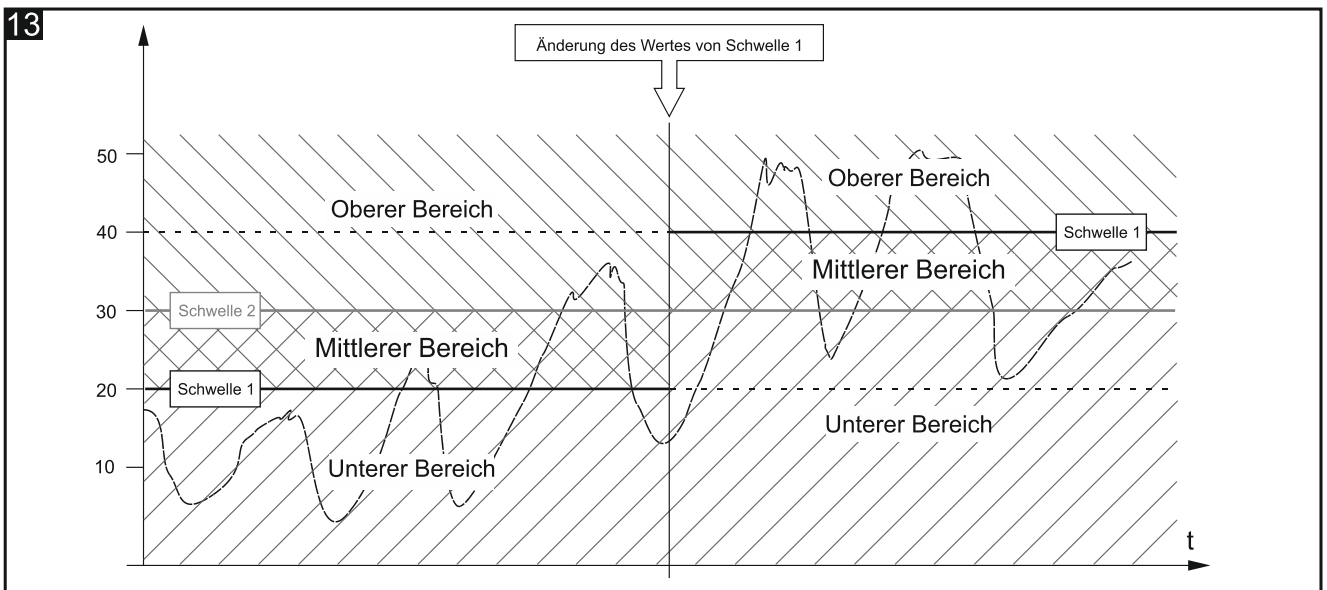 13
Änderung des Wertes von Schwelle 1
50
Oberer Bereich
Oberer Bereich
40
Schwelle 1
Mittlerer Bereich
30
Schwelle 2
Mittlerer Bereich
20
Schwelle 1
Unterer Bereich
10
Unterer Bereich
t